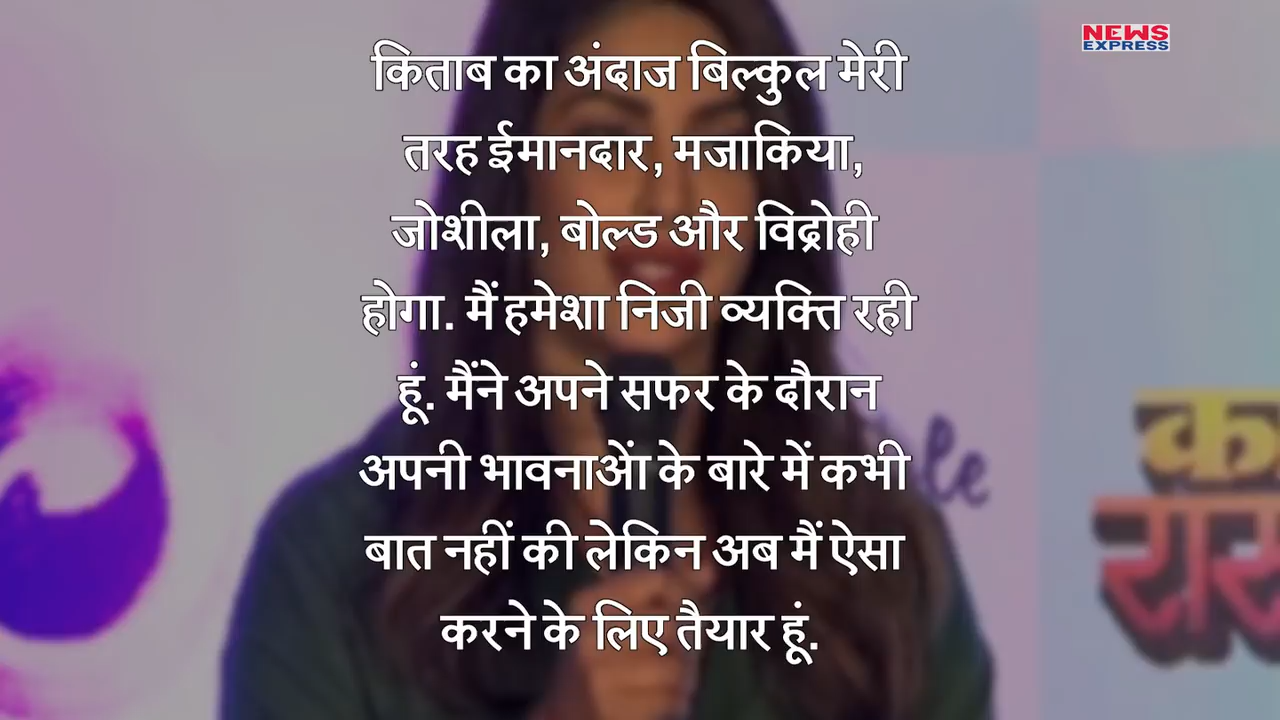 NEWS
EXPRESS
किताब का अंदाज बिल्कुल मेरी
तरह ईमानदार, मजाकिया,
जोशीला, बोल्ड और विद्रोही
होगा. मैं हमेशा निजी व्यक्ति रही
हूं. मैंने अपने सफर के दौरान
अपनी भावनाओं के बारे में कभी
बात नहीं की लेकिन अब मैं ऐसा
करने के लिए तैयार हूं.